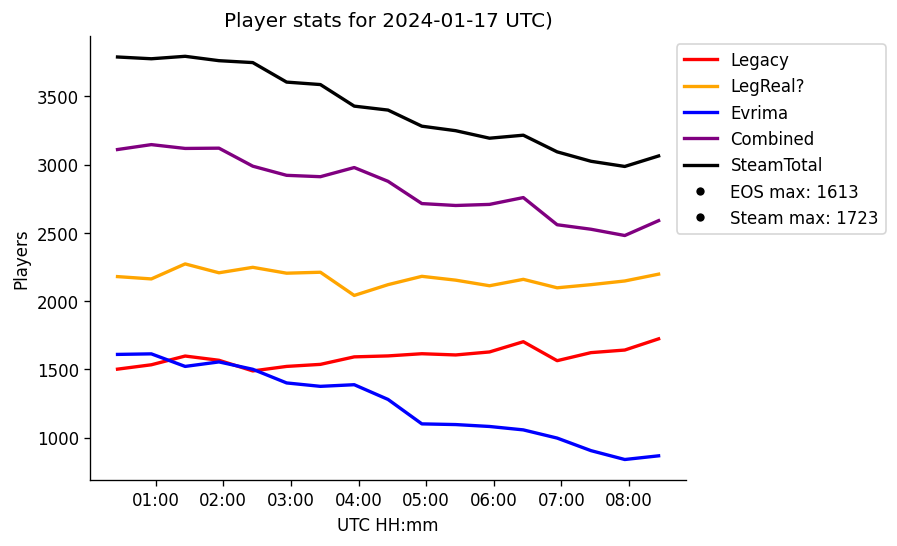 Player stats for 2024-01-17 UTC)
Players
3500
3000
2500
2000
1500
1000
01:00 02:00 03:00 04:00 05:00 06:00 07:00 08:00
UTC HH:mm
Legacy
LegReal?
Evrima
Combined
SteamTotal
EOS max: 1613
Steam max: 1723